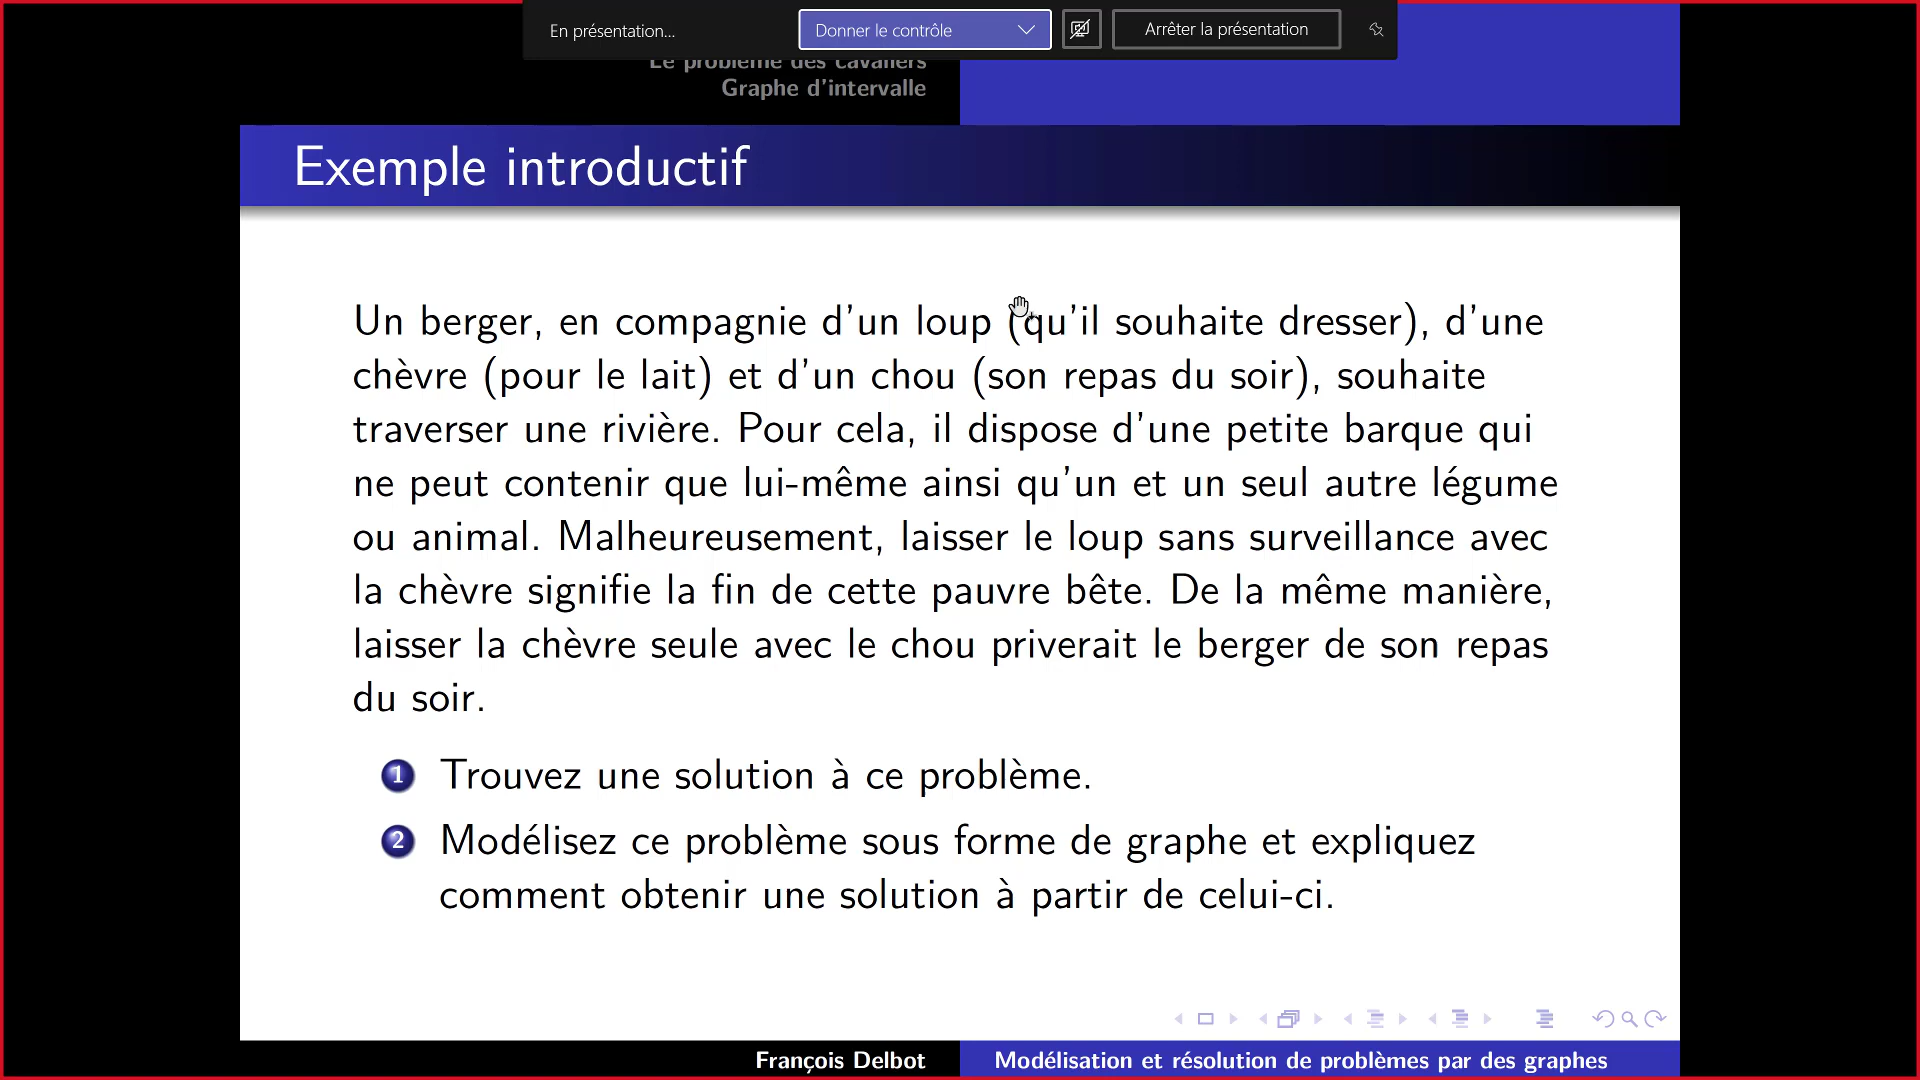 En présentation...
Donner le contrôle
Arrêter la présentation
Le problème des cavaliers
Graphe d'intervalle
Exemple introductif
Un berger, en compagnie d'un loup (qu'il souhaite dresser), d'une
chèvre (pour le lait) et d'un chou (son repas du soir), souhaite
traverser une rivière. Pour cela, il dispose d'une petite barque qui
ne peut contenir que lui-même ainsi qu'un et un seul autre légume
ou animal. Malheureusement, laisser le loup sans surveillance avec
la chèvre signifie la fin de cette pauvre bête. De la même manière,
laisser la chèvre seule avec le chou priverait le berger de son repas
du soir.
1 Trouvez une solution à ce problème.
2 Modélisez ce problème sous forme de graphe et expliquez
comment obtenir une solution à partir de celui-ci.
François Delbot
Modélisation et résolution de problèmes par des graphes